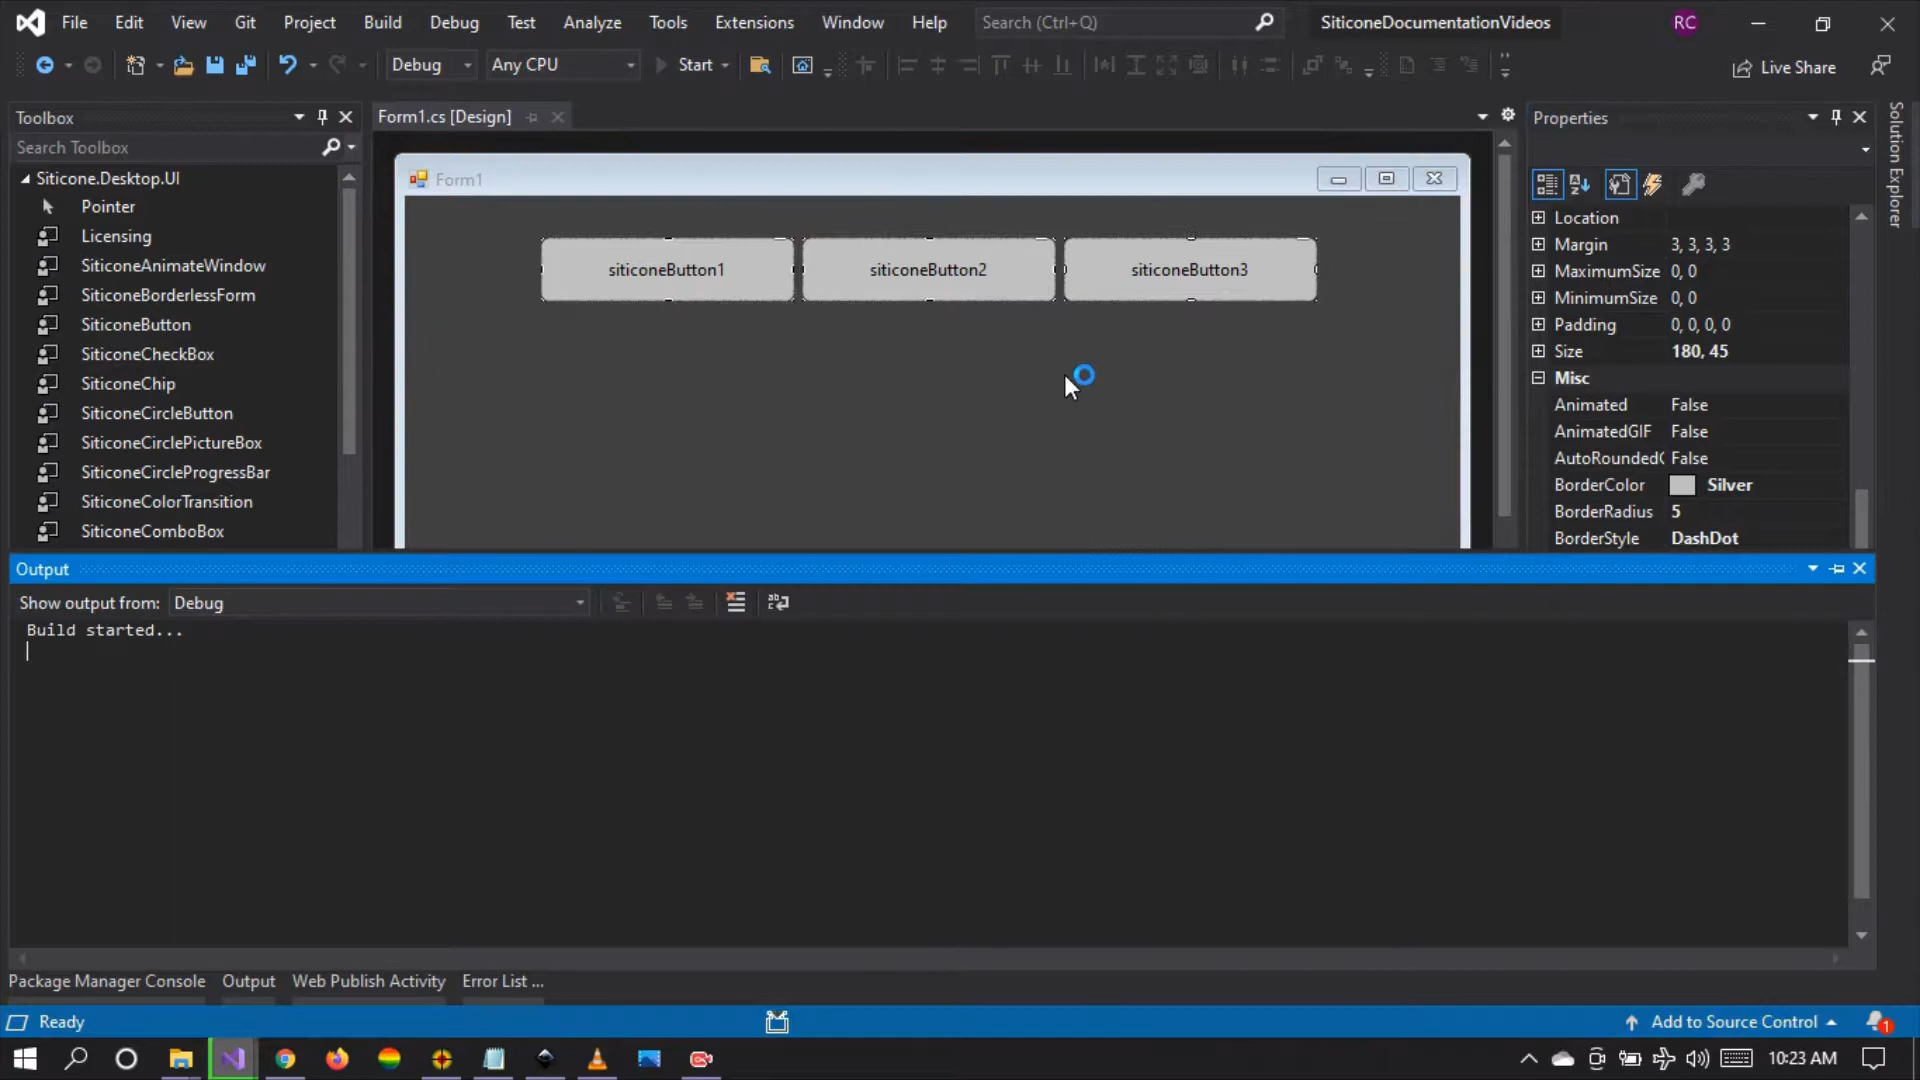 File Edit View Git Project Build Debug Test Analyze Tools Extensions Window Help Search (Ctrl+Q) SiticoneDocumentationVideos RC
Debug Any CPU Start Live Share
Toolbox
Search Toolbox
Siticone.Desktop.UI
Pointer
Licensing
SiticoneAnimateWindow
SiticoneBorderlessForm
SiticoneButton
SiticoneCheckBox
SiticoneChip
SiticoneCircleButton
SiticoneCirclePictureBox
SiticoneCircleProgressBar
SiticoneColorTransition
SiticoneComboBox
Form1.cs [Design]
Form1
siticoneButton1 siticoneButton2 siticoneButton3
Properties
Location
Margin 3, 3, 3, 3
MaximumSize 0, 0
MinimumSize 0, 0
Padding 0, 0, 0, 0
Size 180, 45
Misc
Animated False
AnimatedGIF False
AutoRoundedC False
BorderColor Silver
BorderRadius 5
BorderStyle DashDot
Solution Explorer
Output
Show output from: Debug
Build started...
Package Manager Console Output Web Publish Activity Error List ...
Ready Add to Source Control 1
10:23 AM